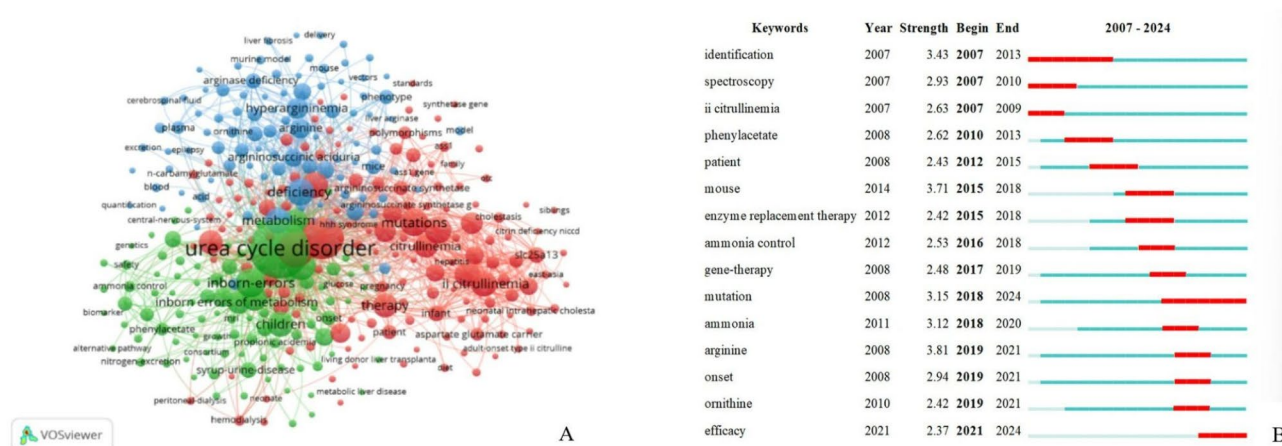 liver fibrosis
delivery
murine model
mouse
vectors
arginase deficiency
standards
phenotype
cerebrospinal fluid
hyperargininemia
synthetase gene
plasma
ornithine
arginine
liver arginase
polymorphisms
model
excretion
epilepsy
argininosuccinic aciduria
ass1
family
n-carbamy-glutamate
mice
ass1 gene
blood
acid
deficiency
argininosuccinate synthetase
otc
quantification
argininosuccinate synthetase g
central-nervous-system
metabolism
hhh syndrome
mutations
cholestasis
siblings
genetics
urea cycle disorder
citrullinemia
citrin deficiency niccd
safety
hepatitis
slc25a13
ammonia control
inborn-errors
glucose
pregnancy
east asia
ii citrullinemia
biomarker
inborn errors of metabolism
therapy
infant
neonatal intrahepatic cholesta
mri
onset
phenylacetate
growth
children
patient
aspartate glutamate carrier
alternative pathway
consortium
propionic acidemia
adult-onset type ii citrulline
nitrogen-excretion
living donor liver transplanta
diet
syrup-urine-disease
metabolic liver disease
neonate
peritoneal-dialysis
hemodialysis
VOSviewer
A
Keywords Year Strength Begin End 2007 - 2024
identification 2007 3.43 2007 2013
spectroscopy 2007 2.93 2007 2010
ii citrullinemia 2007 2.63 2007 2009
phenylacetate 2008 2.62 2010 2013
patient 2008 2.43 2012 2015
mouse 2014 3.71 2015 2018
enzyme replacement therapy 2012 2.42 2015 2018
ammonia control 2012 2.53 2016 2018
gene-therapy 2008 2.48 2017 2019
mutation 2008 3.15 2018 2024
ammonia 2011 3.12 2018 2020
arginine 2008 3.81 2019 2021
onset 2008 2.94 2019 2021
ornithine 2010 2.42 2019 2021
efficacy 2021 2.37 2021 2024
B